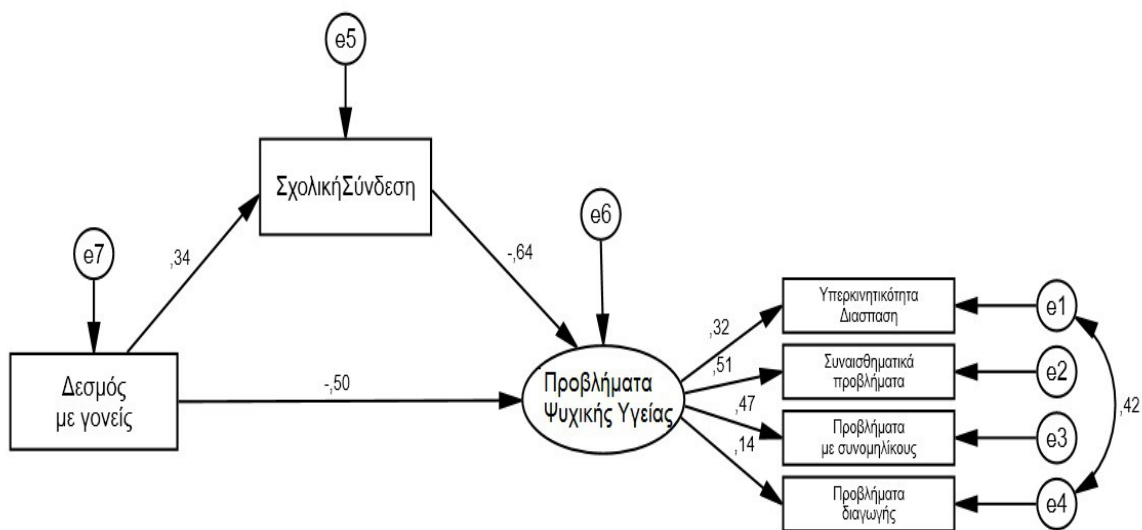 e5
ΣχολικήΣύνδεση
e6
e7
,34
-,64
Υπερκινητικότητα
Διασπαση
e1
,32
Συναισθηματικά
προβλήματα
e2
,51
Δεσμός
με γονείς
-,50
Προβλήματα
Ψυχικής Υγείας
,47
,42
Προβλήματα
με συνομηλίκους
e3
,14
Προβλήματα
διαγωγής
e4